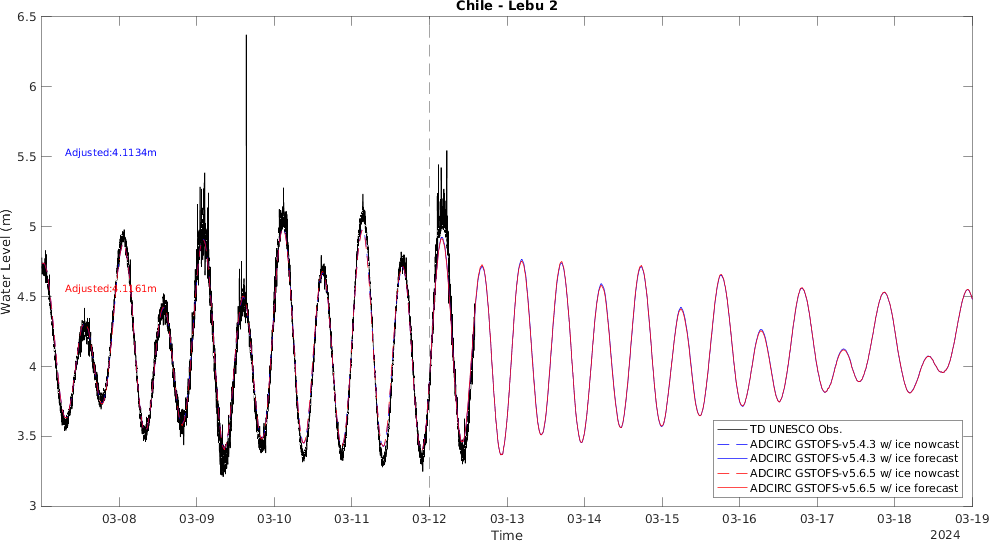 Chile - Lebu 2
6.5
6
5.5
5
4.5
4
3.5
3
Water Level (m)
Adjusted:4.1134m
Adjusted:4.1161m
TD UNESCO Obs.
ADCIRC GSTOFS-v5.4.3 w/ ice nowcast
ADCIRC GSTOFS-v5.4.3 w/ ice forecast
ADCIRC GSTOFS-v5.6.5 w/ ice nowcast
ADCIRC GSTOFS-v5.6.5 w/ ice forecast
03-08 03-09 03-10 03-11 03-12 03-13 03-14 03-15 03-16 03-17 03-18 03-19
Time
2024